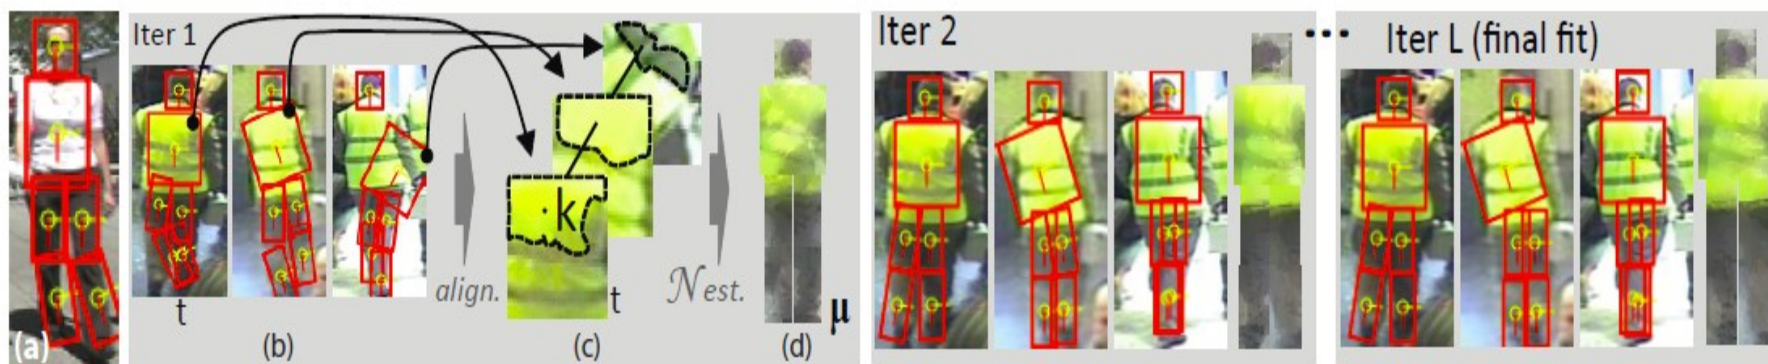 Iter 1
Iter 2
...
Iter L (final fit)
k
align.
t
N est.
t
μ
(a)
(b)
(c)
(d)